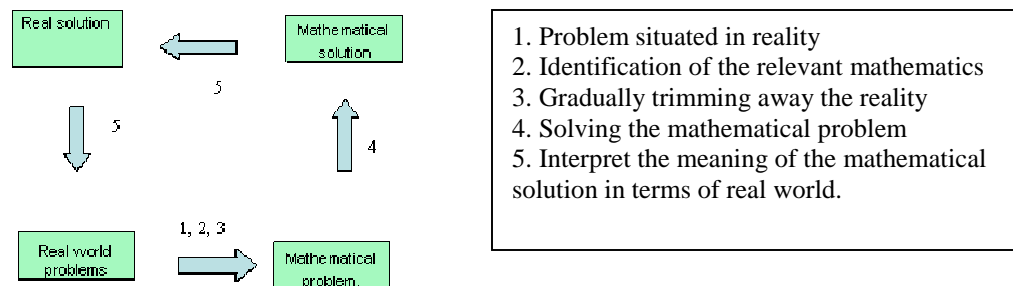 Real solution
Mathematical
solution
5
5
4
1, 2, 3
Real world
problems
Mathematical
problem.
1. Problem situated in reality
2. Identification of the relevant mathematics
3. Gradually trimming away the reality
4. Solving the mathematical problem
5. Interpret the meaning of the mathematical
solution in terms of real world.